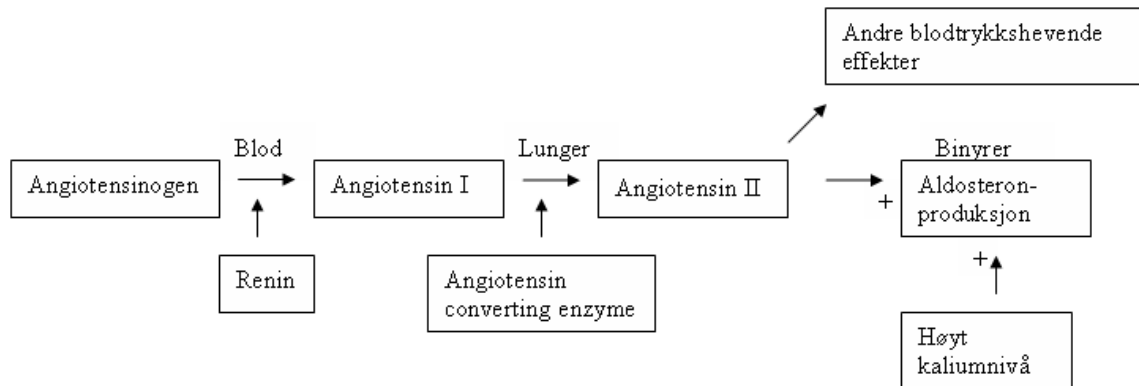 Andre blodtrykkshevende
effekter
Blod
Lunger
Binyrer
Angiotensinogen
Angiotensin I
Angiotensin II
Aldosteron-
produksjon
+
+
Renin
Angiotensin
converting enzyme
Høyt
kaliumnivå